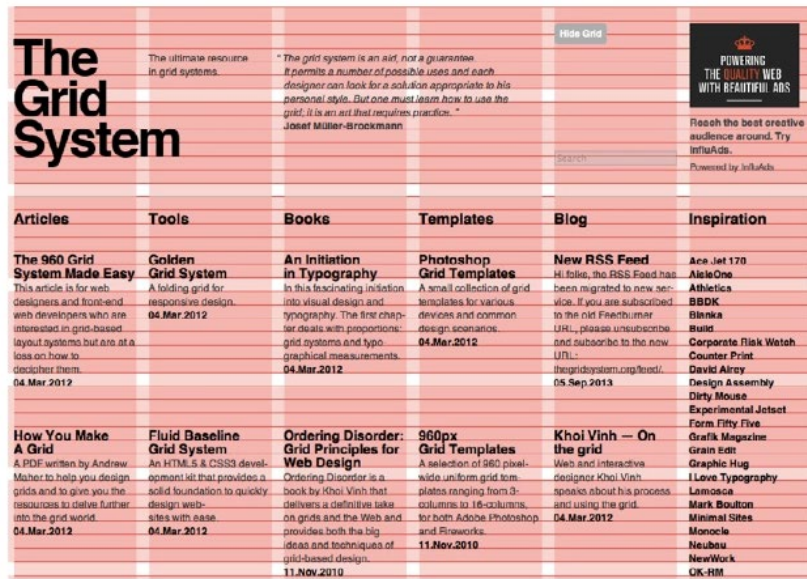 The
Grid
System
The ultimate resource
in grid systems.
“ The grid system is an aid, not a guarantee.
It permits a number of possible uses and each
designer can look for a solution appropriate to his
personal style. But one must learn how to use the
grid; it is an art that requires practice. ”
Josef Müller-Brockmann
Hide Grid
Search
POWERING
THE QUALITY WEB
WITH BEAUTIFUL ADS
Reach the best creative
audience around. Try
InfluAds.
Powered by InfluAds
Articles
The 960 Grid
System Made Easy
This article is for web
designers and front-end
web developers who are
interested in grid-based
layout systems but are at a
loss on how to
decipher them.
04.Mar.2012
How You Make
A Grid
A PDF written by Andrew
Maher to help you design
grids and to give you the
resources to delve further
into the grid world.
04.Mar.2012
Tools
Golden
Grid System
A folding grid for
responsive design.
04.Mar.2012
Fluid Baseline
Grid System
An HTML5 & CSS3 devel-
opment kit that provides a
solid foundation to quickly
design web-
sites with ease.
04.Mar.2012
Books
An Initiation
in Typography
In this fascinating initiation
into visual design and
typography. The first chap-
ter deals with proportions:
grid systems and typo
graphical measurements.
04.Mar.2012
Ordering Disorder:
Grid Principles for
Web Design
Ordering Disorder is a
book by Khoi Vinh that
delivers a definitive take
on grids and the Web and
provides both the big
ideas and techniques of
grid-based design.
11.Nov.2010
Templates
Photoshop
Grid Templates
A small collection of grid
templates for various
devices and common
design scenarios.
04.Mar.2012
960px
Grid Templates
A selection of 960 pixel-
wide uniform grid tem-
plates ranging from 3-
columns to 16-columns,
for both Adobe Photoshop
and Fireworks.
11.Nov.2010
Blog
New RSS Feed
Hi folks, the RSS Feed has
been migrated to new ser-
vice. If you are subscribed
to the old Feedburner
URL, please unsubscribe
and subscribe to the new
URL:
thegridsystem.org/feed/.
05.Sep.2013
Khoi Vinh — On
the grid
Web and interactive
designer Khoi Vinh
speaks about his process
and using the grid.
04.Mar.2012
Inspiration
Ace Jet 170
AisleOne
Athletics
BBDK
Blanka
Build
Corporate Risk Watch
Counter Print
David Airey
Design Assembly
Dirty Mouse
Experimental Jetset
Form Fifty Five
Grafik Magazine
Grain Edit
Graphic Hug
I Love Typography
Lamosca
Mark Boulton
Minimal Sites
Monocle
Neubau
NewWork
OK-RM